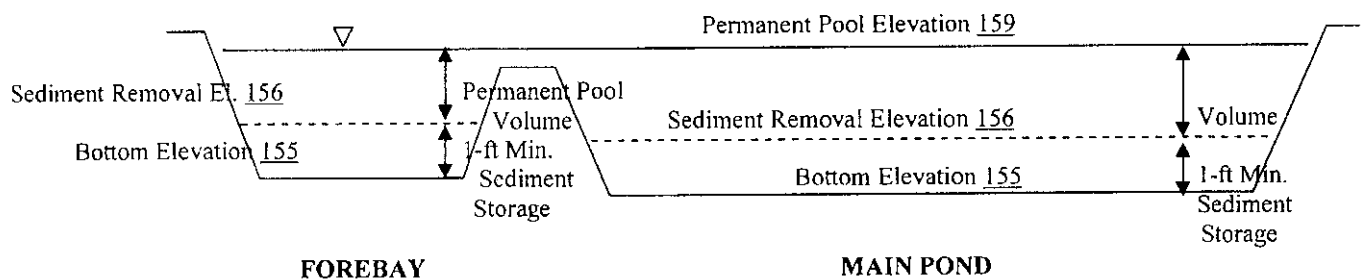 Permanent Pool Elevation 159
Sediment Removal El. 156
Permanent Pool
Volume
Sediment Removal Elevation 156
Volume
Bottom Elevation 155
1-ft Min.
Sediment
Storage
Bottom Elevation 155
1-ft Min.
Sediment
Storage
FOREBAY
MAIN POND